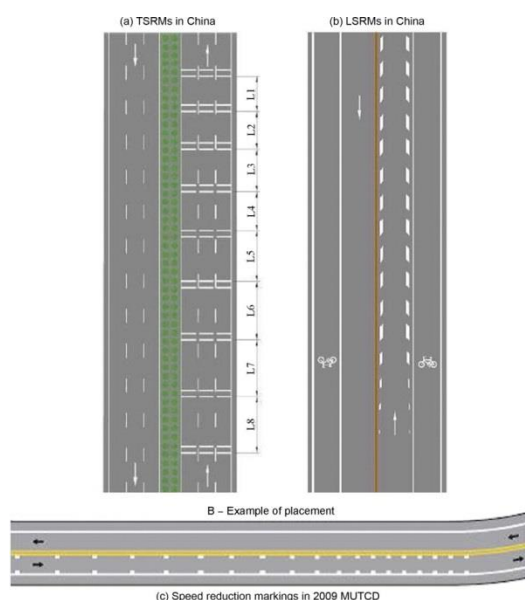 (a) TSRMs in China
(b) LSRMs in China
L1
L2
L3
L4
L5
L6
L7
L8
B – Example of placement
(c) Speed reduction markings in 2009 MUTCD